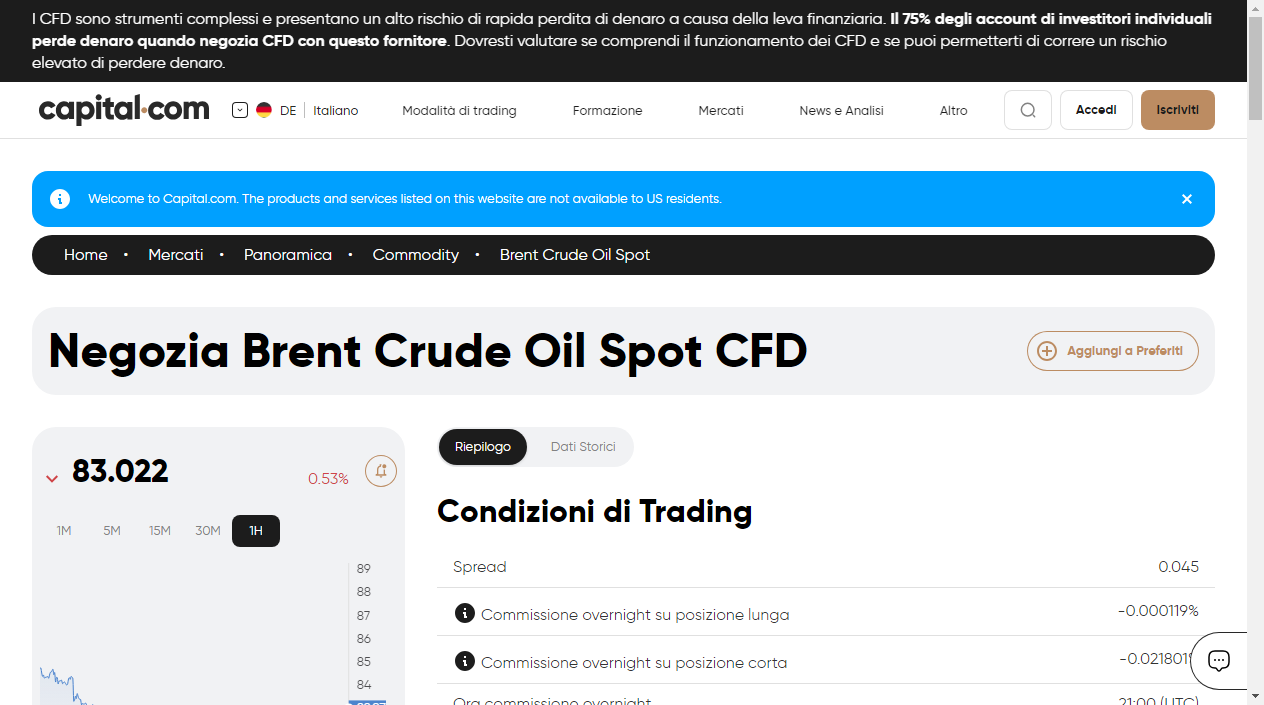 I CFD sono strumenti complessi e presentano un alto rischio di rapida perdita di denaro a causa della leva finanziaria. Il 75% degli account di investitori individuali
perde denaro quando negozia CFD con questo fornitore. Dovresti valutare se comprendi il funzionamento dei CFD e se puoi permetterti di correre un rischio
elevato di perdere denaro.
capital.com DE Italiano Modalità di trading Formazione Mercati News e Analisi Altro Accedi Iscriviti
Welcome to Capital.com. The products and services listed on this website are not available to US residents.
Home • Mercati • Panoramica • Commodity • Brent Crude Oil Spot
Negozia Brent Crude Oil Spot CFD
Aggiungi a Preferiti
83.022
0.53%
1M 5M 15M 30M 1H
89
88
87
86
85
84
Riepilogo Dati Storici
Condizioni di Trading
Spread 0.045
Commissione overnight su posizione lunga -0.000119%
Commissione overnight su posizione corta -0.021801
Ora commissione overnight 21:00 (UTC)